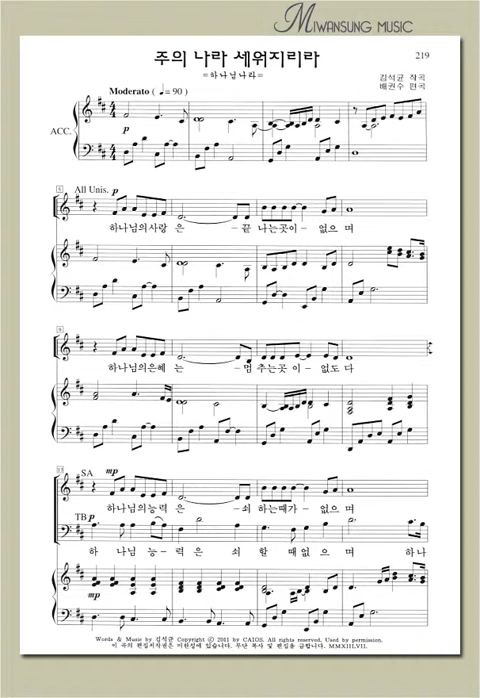 MIWANSUNG MUSIC
주의 나라 세워지리라
219
=하나님나라=
김석균 작곡
배권수 편곡
Moderato (♩=90)
ACC.
p
5
All Unis. p
하나님의사랑 은 -끝 나는곳이 - 없으 며
9
하나님의은혜 는 -멈 추는곳 이 - 없도 다
13
SA
mp
하나님의능력 은 -쇠 하는때가 - 없으 며
TB p
하 나님 능-력 은 쇠 할 때없 으 며 하나
mp
Words & Music by 김석균 Copyright ⓒ 2011 by CAIOS. All rights reserved. Used by permission.
이 곡의 편집저작권은 미완성에 있습니다. 무단 복사 및 편집을 금합니다. MMXIILVII.